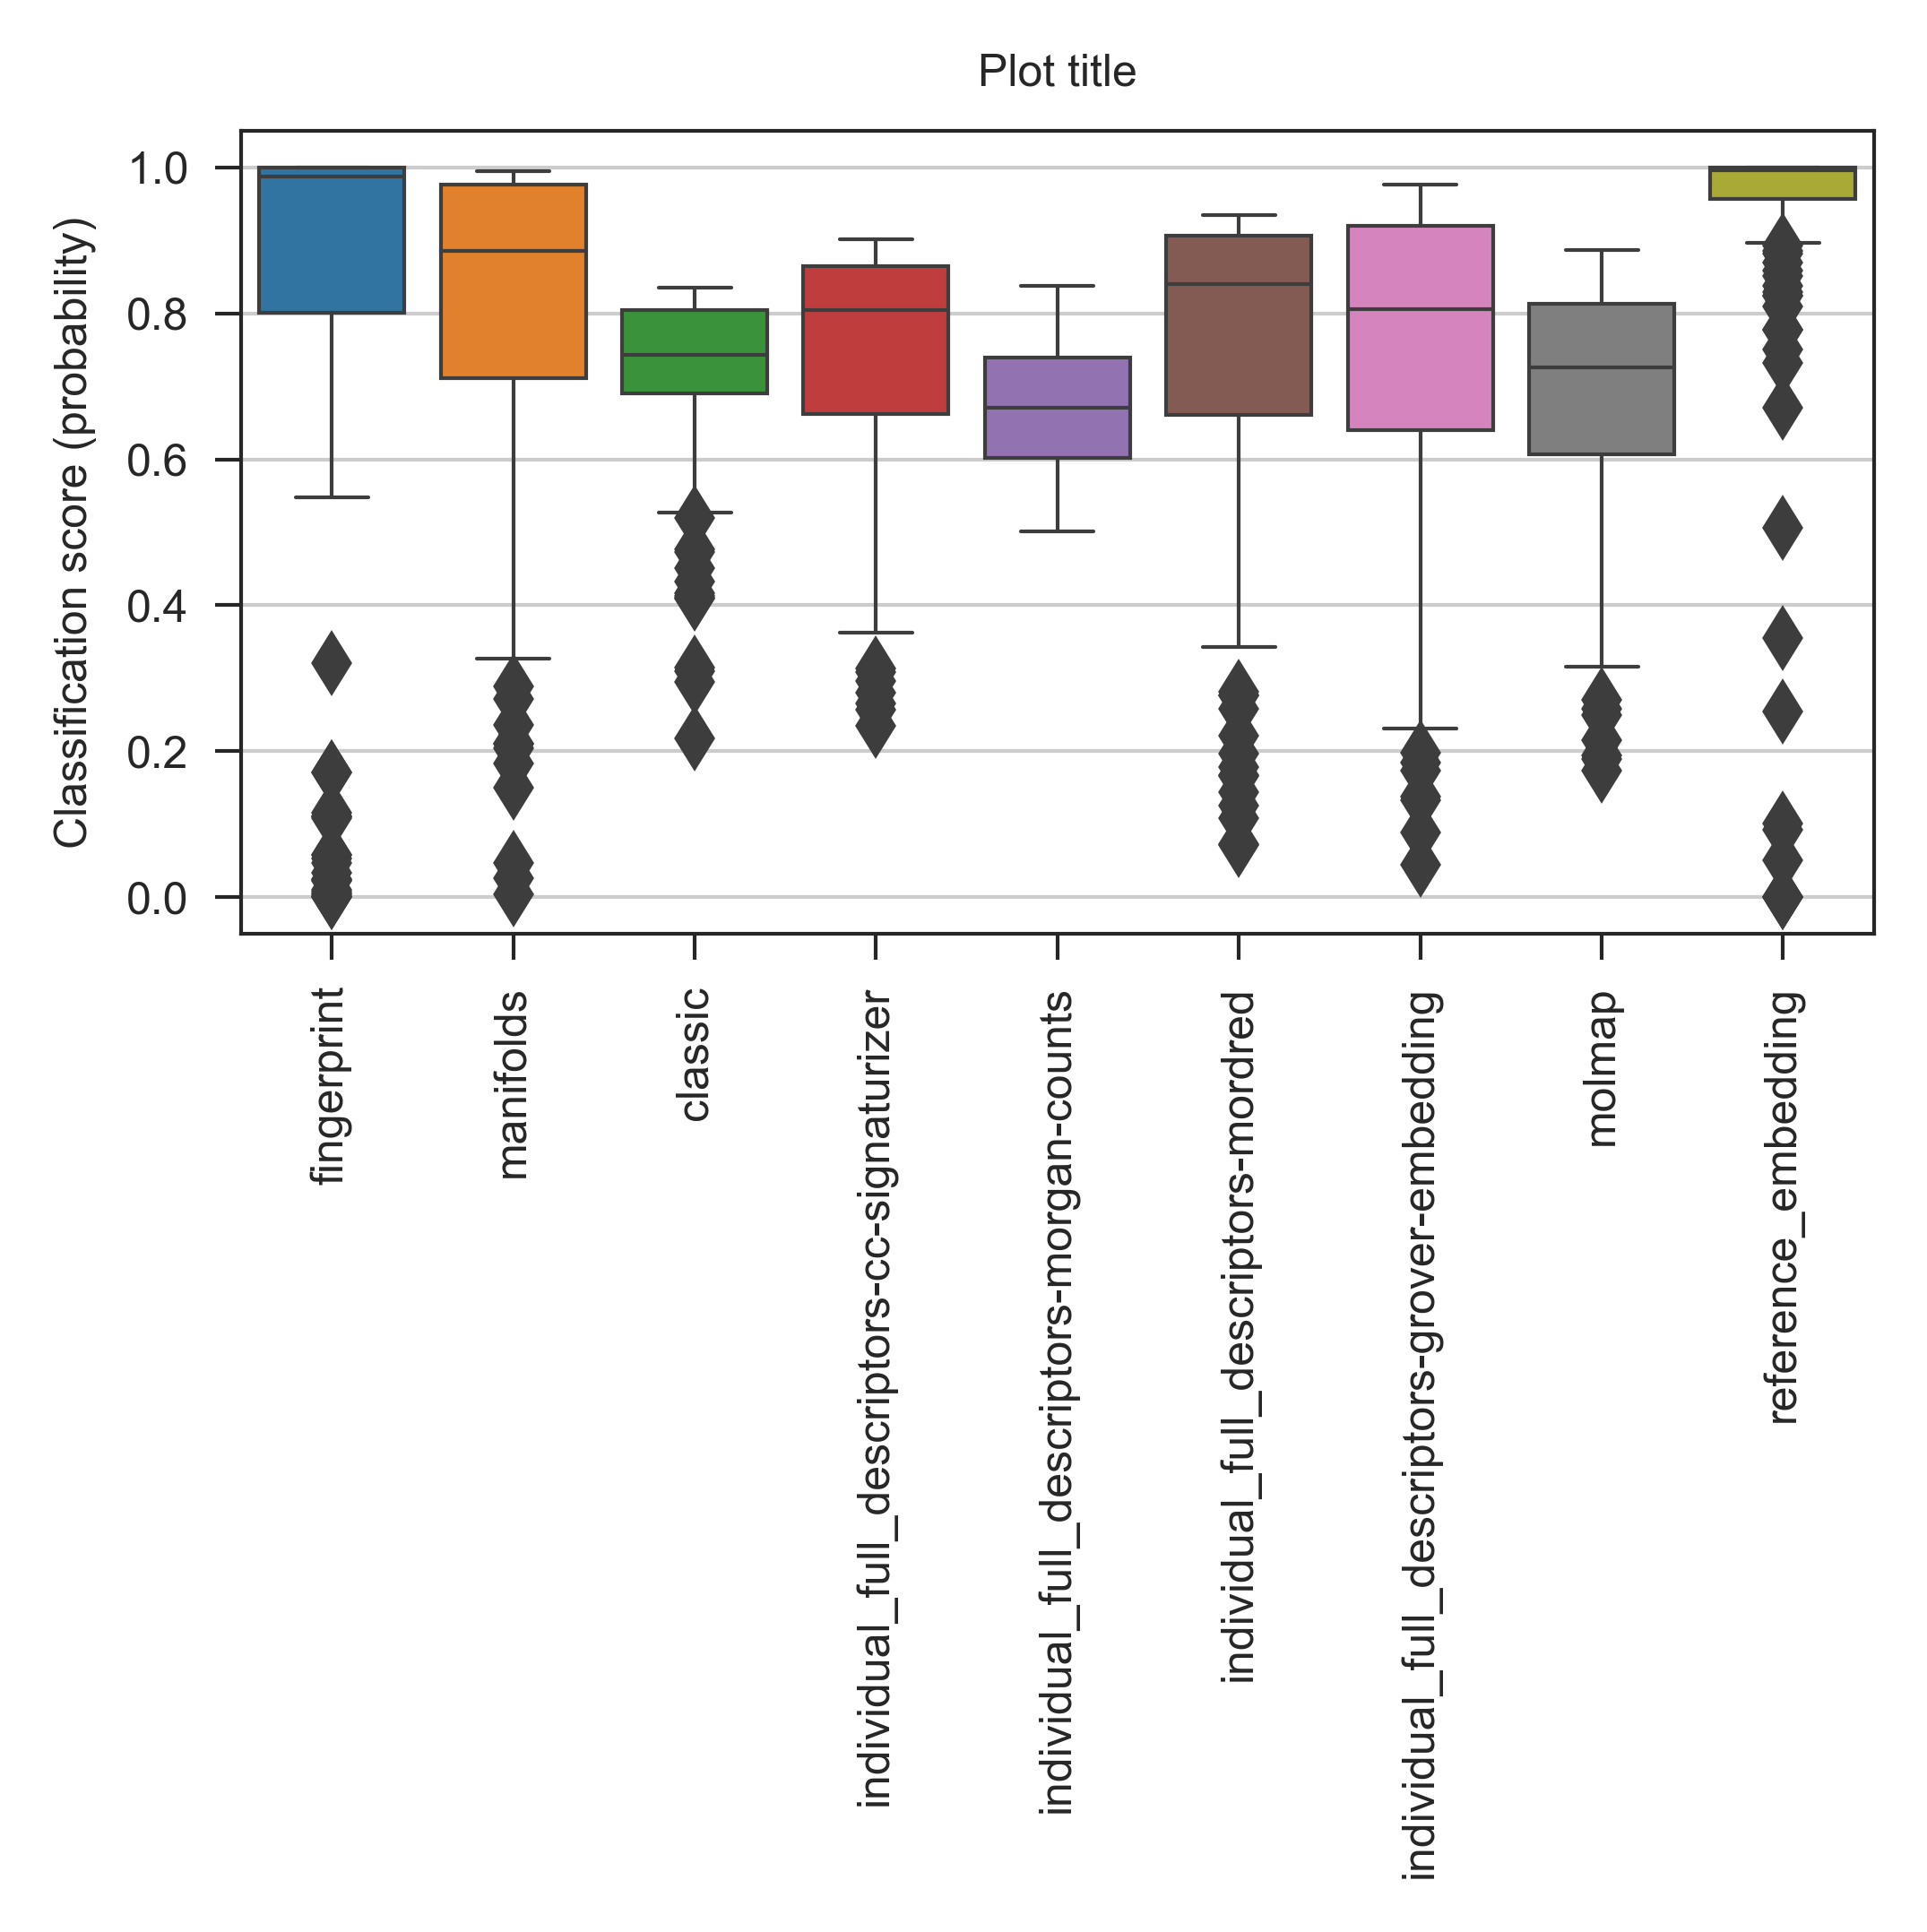 Plot title
Classification score (probability)
1.0
0.8
0.6
0.4
0.2
0.0
fingerprint
manifolds
classic
individual_full_descriptors-cc-signaturizer
individual_full_descriptors-morgan-counts
individual_full_descriptors-mordred
individual_full_descriptors-grover-embedding
molmap
reference_embedding